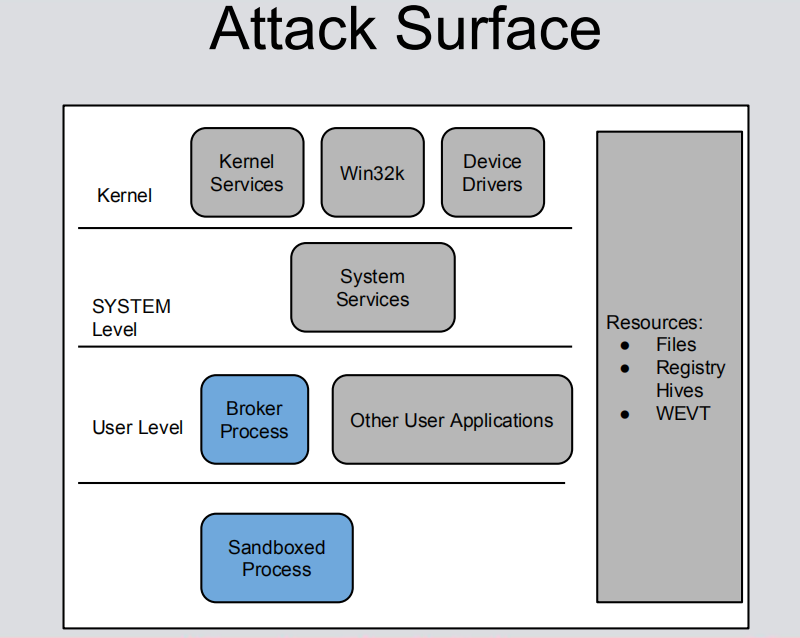 Attack Surface
Kernel
Services
Win32k
Device
Drivers
Kernel
System
Services
SYSTEM
Level
Resources:
● Files
● Registry
Hives
● WEVT
Broker
Process
Other User Applications
User Level
Sandboxed
Process